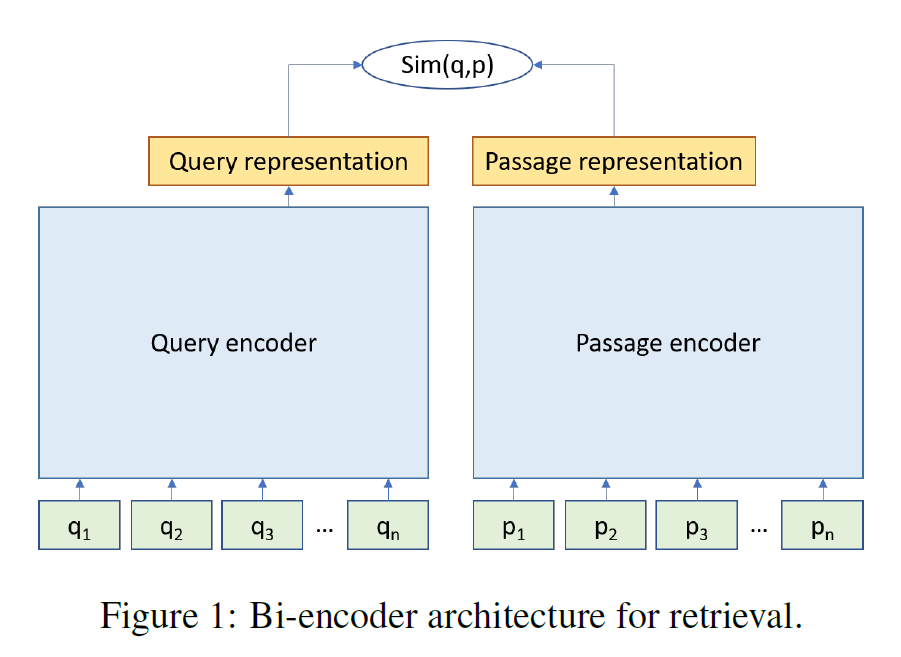 Sim(q,p)
Query representation
Passage representation
Query encoder
Passage encoder
q1 q2 q3 ... qn
p1 p2 p3 ... pn
Figure 1: Bi-encoder architecture for retrieval.